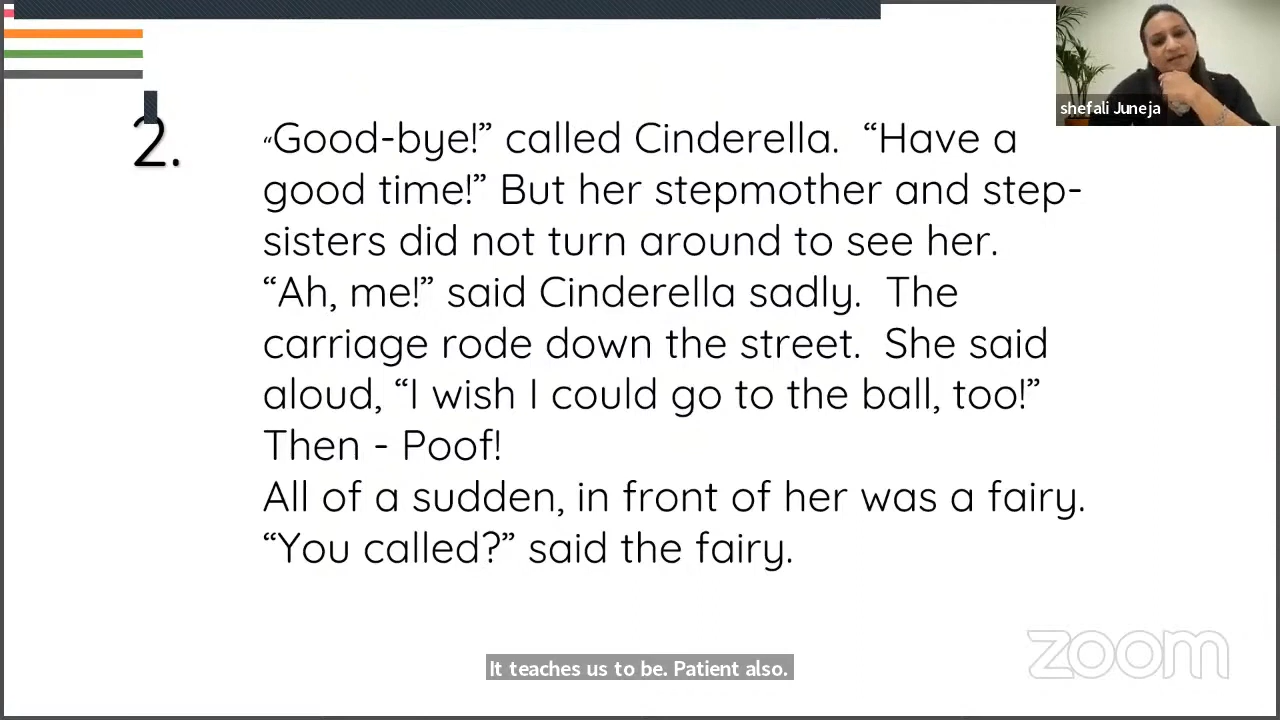 shefali Juneja
2.
“Good-bye!” called Cinderella. “Have a
good time!” But her stepmother and step-
sisters did not turn around to see her.
“Ah, me!” said Cinderella sadly. The
carriage rode down the street. She said
aloud, “I wish I could go to the ball, too!”
Then - Poof!
All of a sudden, in front of her was a fairy.
“You called?” said the fairy.
zoom
It teaches us to be. Patient also.